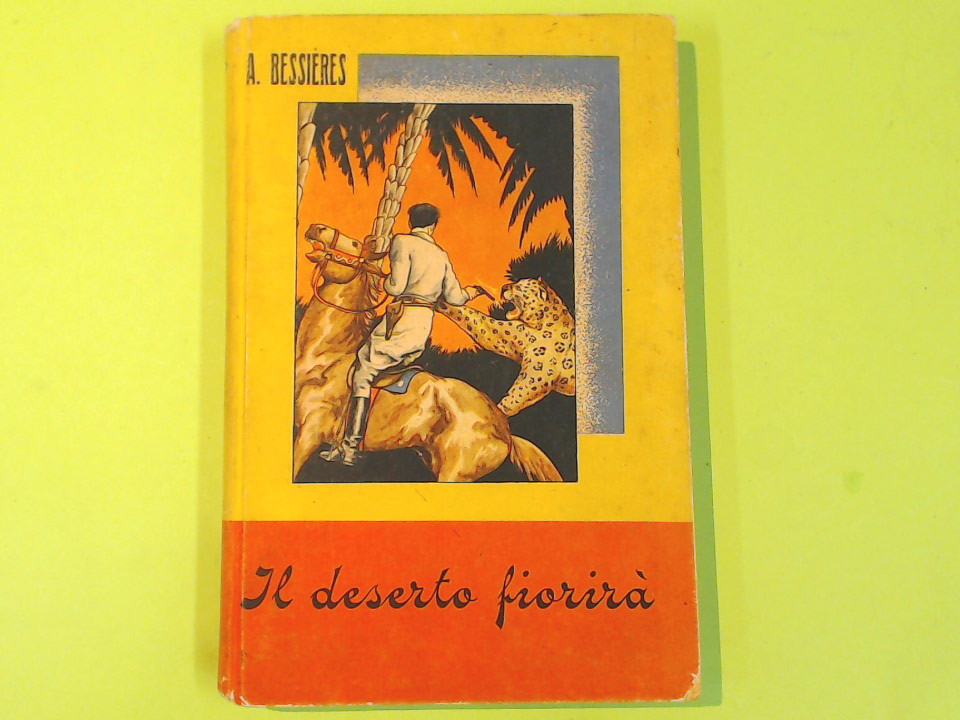 A. BESSIÈRES
Il deserto fiorirà